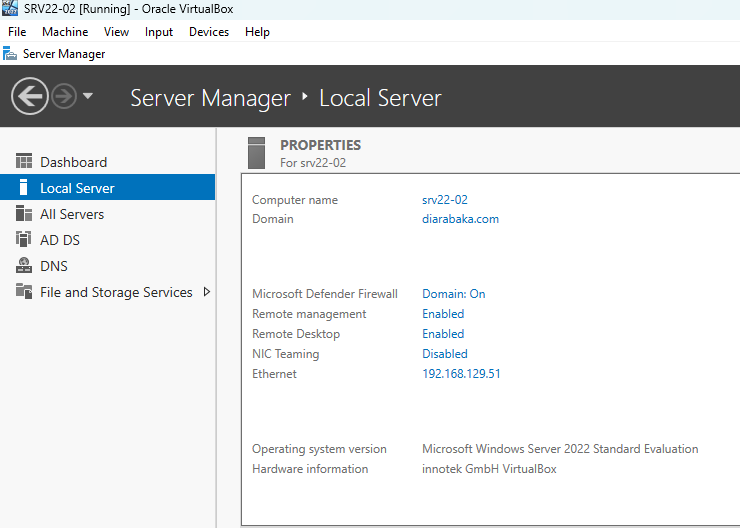 SRV22-02 [Running] - Oracle VirtualBox
File Machine View Input Devices Help
Server Manager
Server Manager ‣ Local Server
Dashboard
Local Server
All Servers
AD DS
DNS
File and Storage Services
PROPERTIES
For srv22-02
Computer name srv22-02
Domain diarabaka.com
Microsoft Defender Firewall Domain: On
Remote management Enabled
Remote Desktop Enabled
NIC Teaming Disabled
Ethernet 192.168.129.51
Operating system version Microsoft Windows Server 2022 Standard Evaluation
Hardware information innotek GmbH VirtualBox